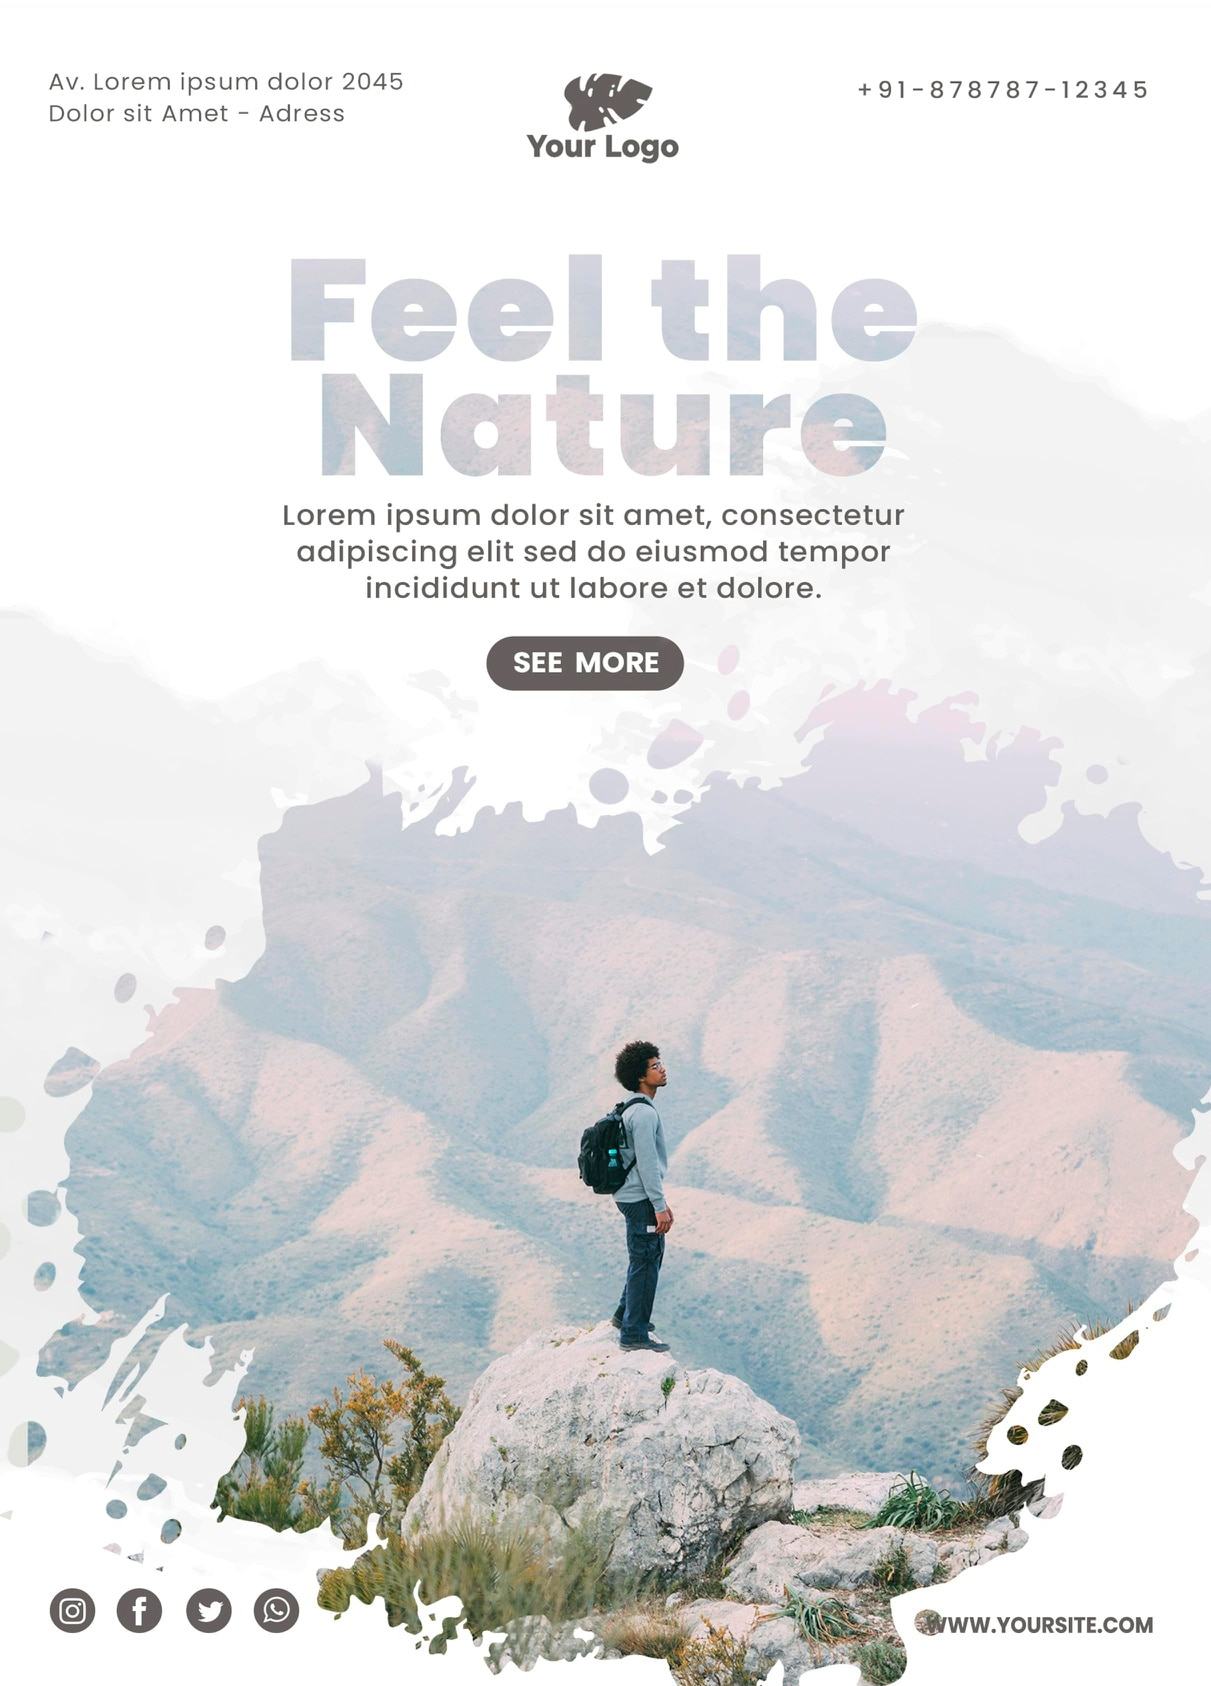 Av. Lorem ipsum dolor 2045
Dolor sit Amet - Adress
Your Logo
+91-878787-12345
Feel the
Nature
Lorem ipsum dolor sit amet, consectetur
adipiscing elit sed do eiusmod tempor
incididunt ut labore et dolore.
SEE MORE
WWW.YOURSITE.COM